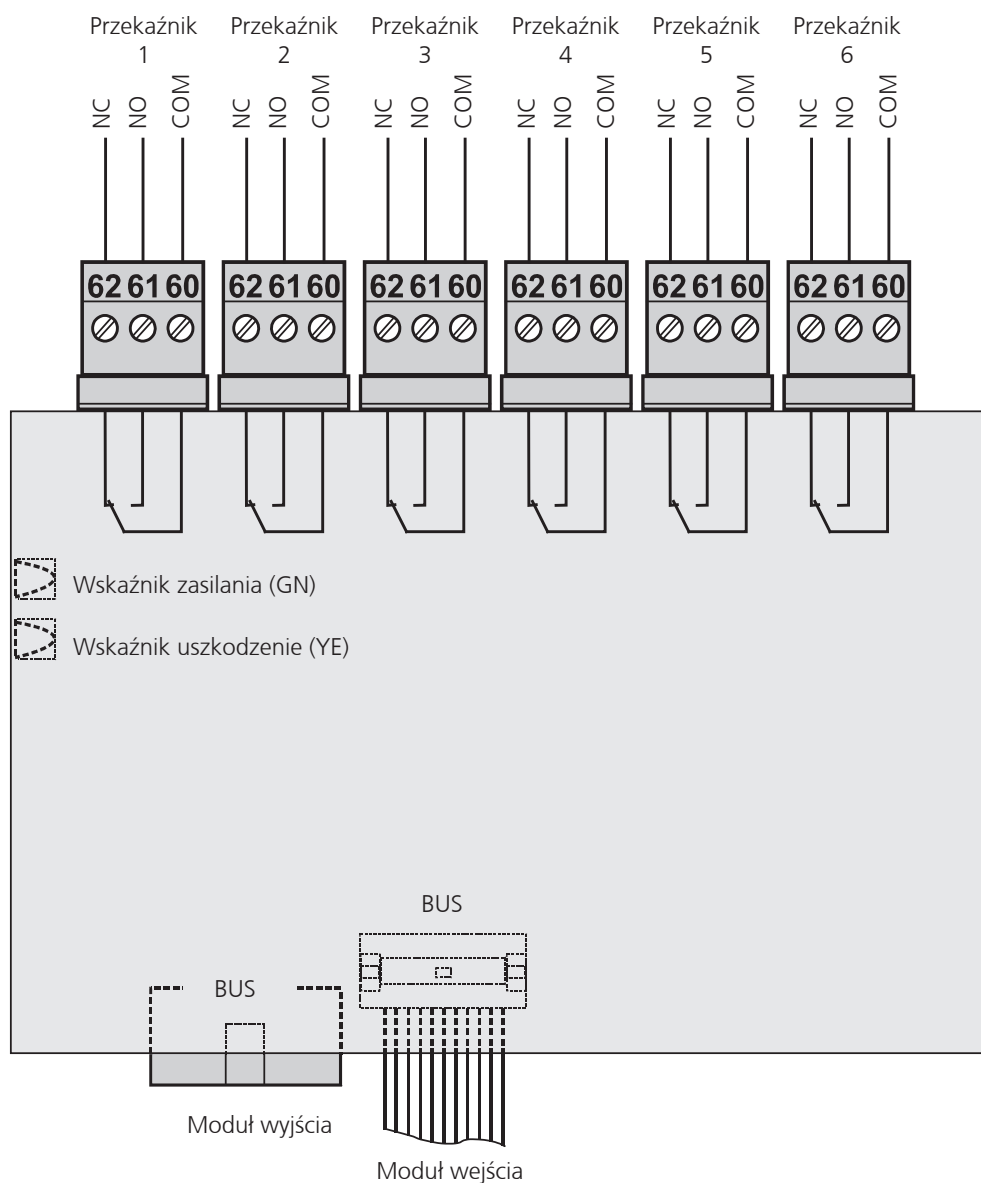 Przekaźnik 1
Przekaźnik 2
Przekaźnik 3
Przekaźnik 4
Przekaźnik 5
Przekaźnik 6
NC NO COM NC NO COM NC NO COM NC NO COM NC NO COM NC NO COM
62 61 60 62 61 60 62 61 60 62 61 60 62 61 60 62 61 60
Wskaźnik zasilania (GN)
Wskaźnik uszkodzenie (YE)
BUS
BUS
Moduł wyjścia
Moduł wejścia